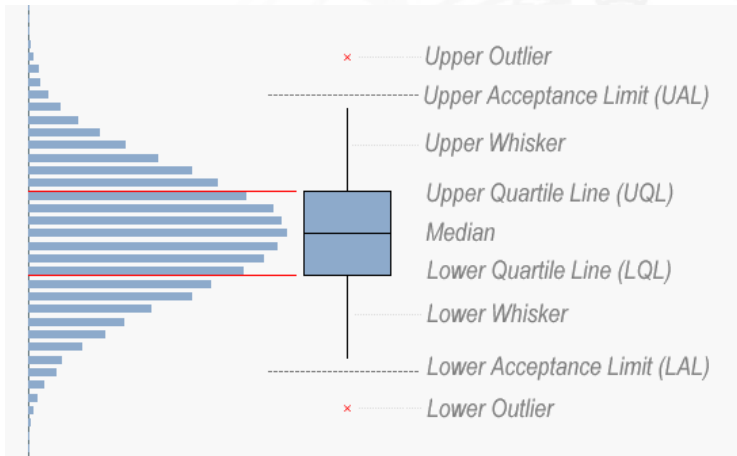 Upper Outlier
Upper Acceptance Limit (UAL)
Upper Whisker
Upper Quartile Line (UQL)
Median
Lower Quartile Line (LQL)
Lower Whisker
Lower Acceptance Limit (LAL)
Lower Outlier